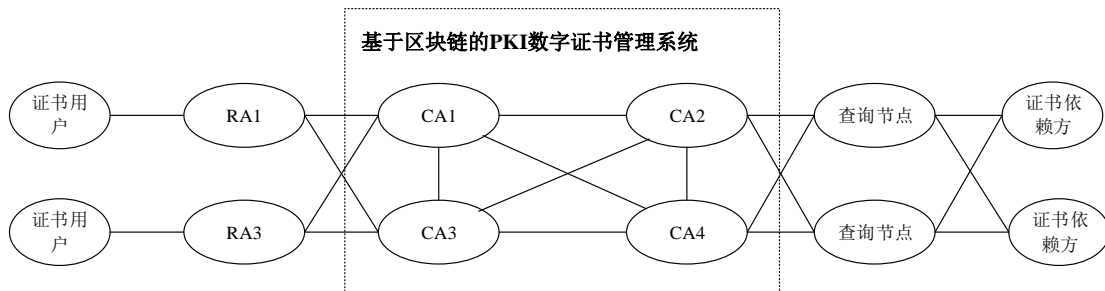 基于区块链的PKI数字证书管理系统
证书用
户
RA1
CA1
CA2
查询节点
证书依
赖方
证书用
户
RA3
CA3
CA4
查询节点
证书依
赖方